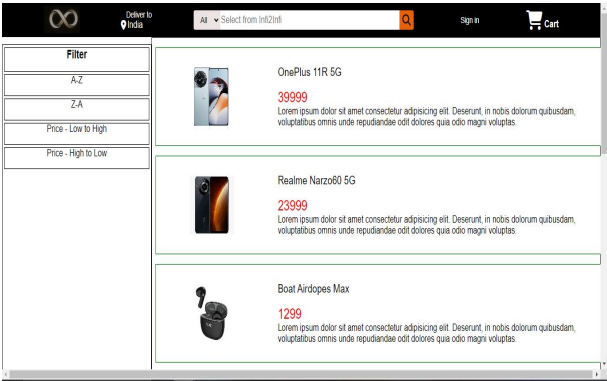 Deliver to
India
All
Select from Infi2Infi
Sign in
Cart
Filter
A-Z
Z-A
Price - Low to High
Price - High to Low
OnePlus 11R 5G
39999
Lorem ipsum dolor sit amet consectetur adipisicing elit. Deserunt, in nobis dolorum quibusdam,
voluptatibus omnis unde repudiandae odit dolores quia odio magni voluptas.
Realme Narzo60 5G
23999
Lorem ipsum dolor sit amet consectetur adipisicing elit. Deserunt, in nobis dolorum quibusdam,
voluptatibus omnis unde repudiandae odit dolores quia odio magni voluptas.
Boat Airdopes Max
1299
Lorem ipsum dolor sit amet consectetur adipisicing elit. Deserunt, in nobis dolorum quibusdam,
voluptatibus omnis unde repudiandae odit dolores quia odio magni voluptas.